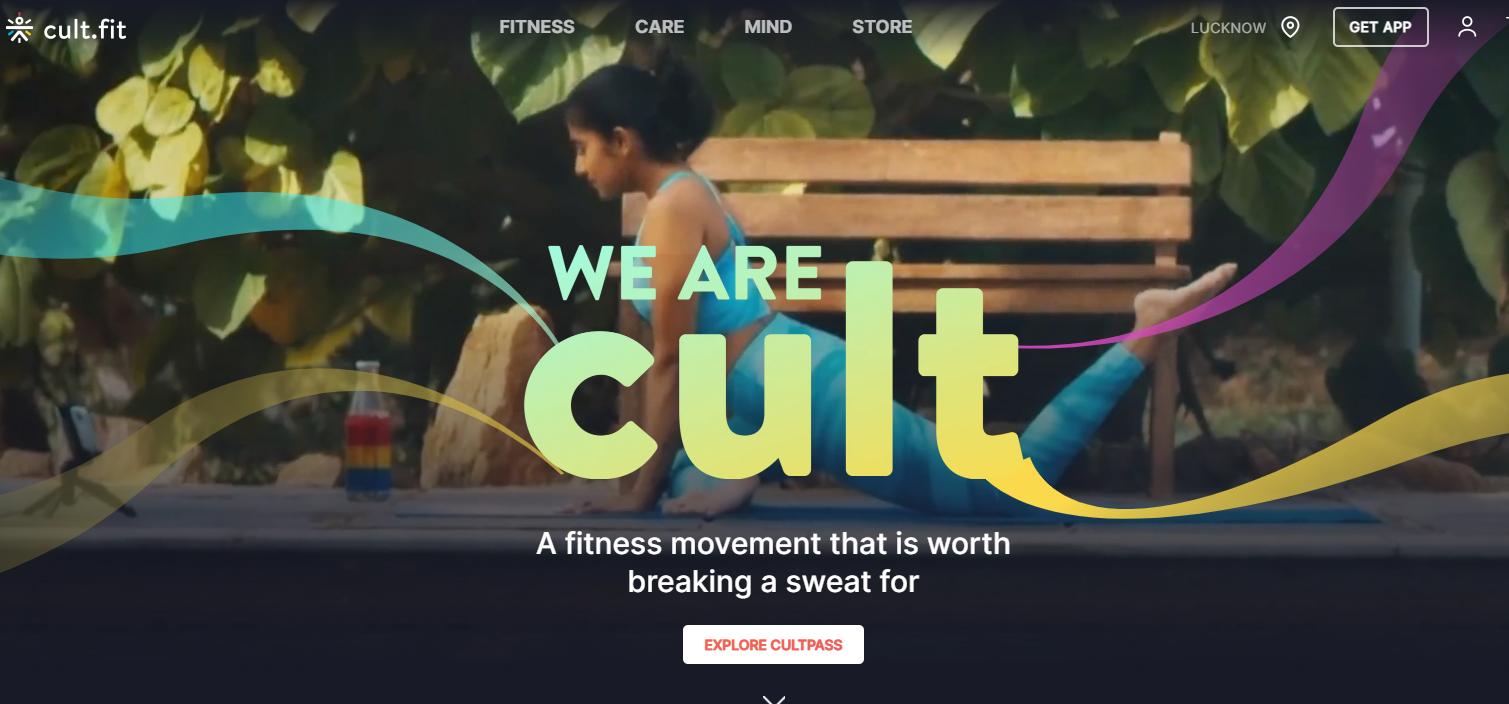 cult.fit
FITNESS CARE MIND STORE
LUCKNOW
GET APP
WE ARE
cult
A fitness movement that is worth
breaking a sweat for
EXPLORE CULTPASS